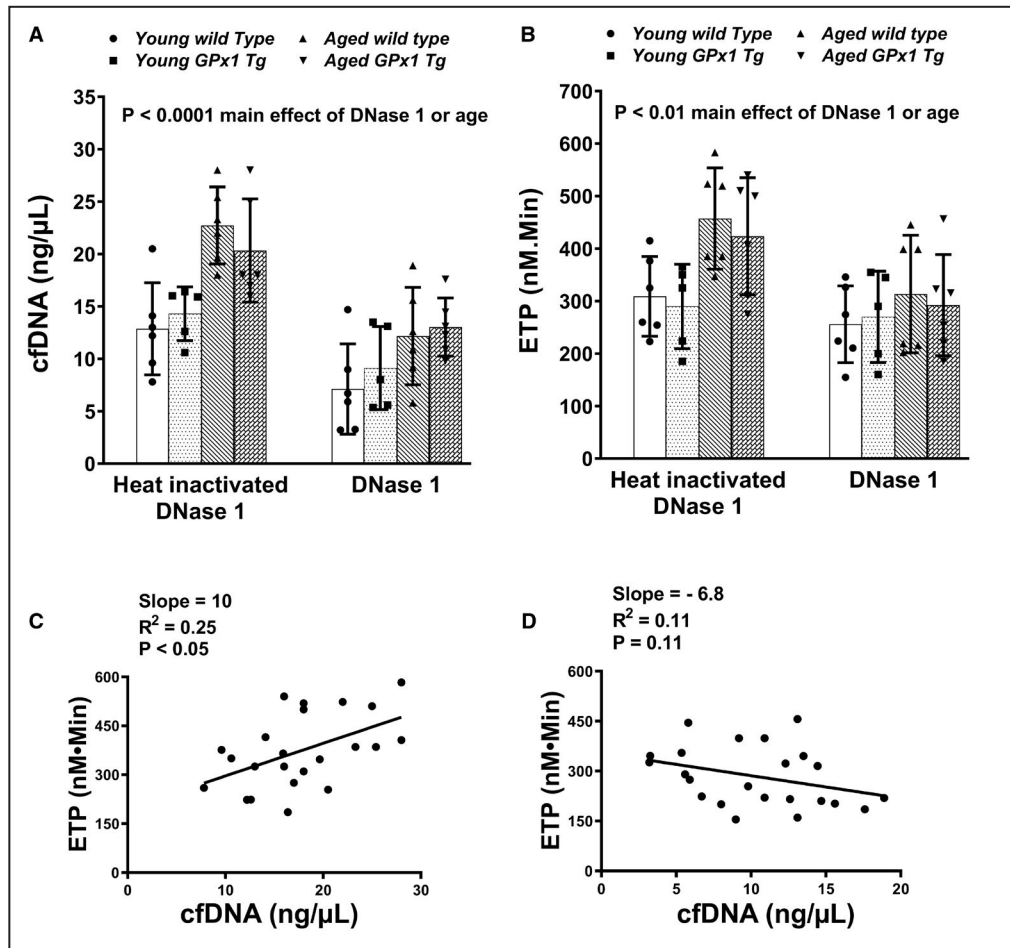 A
● Young wild Type ▲ Aged wild type
■ Young GPx1 Tg ▼ Aged GPx1 Tg
P < 0.0001 main effect of DNase 1 or age
cfDNA (ng/µL)
35
30
25
20
15
10
5
0
Heat inactivated
DNase 1
DNase 1
B
● Young wild Type ▲ Aged wild type
■ Young GPx1 Tg ▼ Aged GPx1 Tg
P < 0.01 main effect of DNase 1 or age
ETP (nM.Min)
700
600
500
400
300
200
100
0
Heat inactivated
DNase 1
DNase 1
C
Slope = 10
R² = 0.25
P < 0.05
ETP (nM•Min)
600
450
300
150
0
0 10 20 30
cfDNA (ng/µL)
D
Slope = - 6.8
R² = 0.11
P = 0.11
ETP (nM•Min)
600
450
300
150
0
0 5 10 15 20
cfDNA (ng/µL)